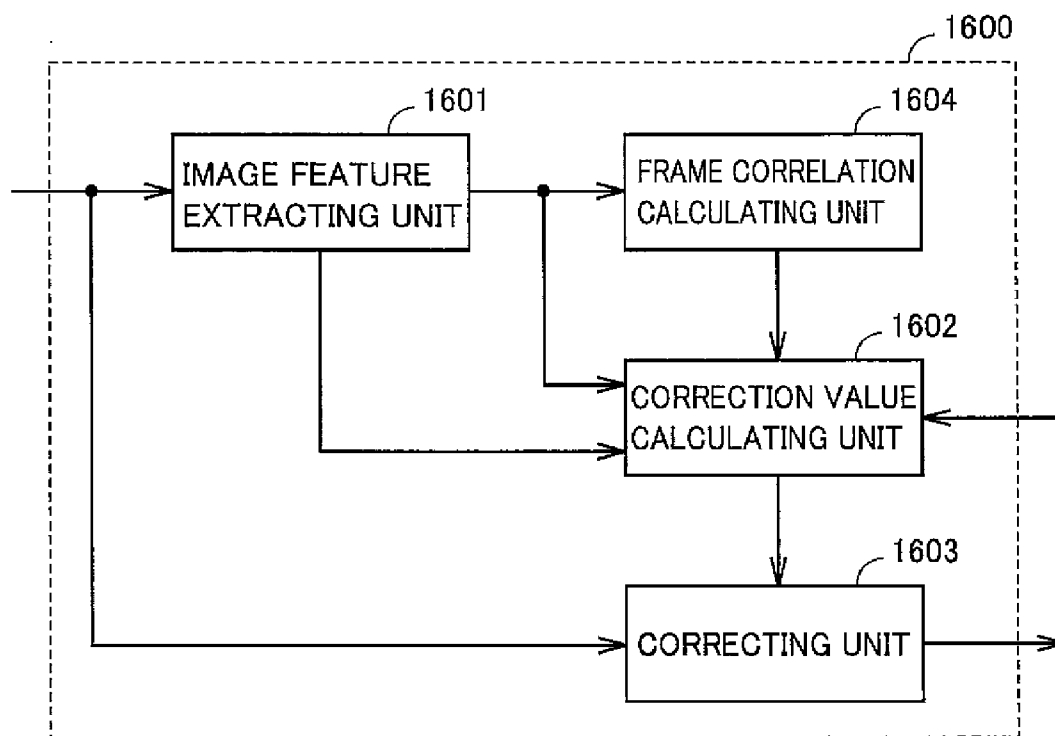 1600
1601
1604
IMAGE FEATURE
EXTRACTING UNIT
FRAME CORRELATION
CALCULATING UNIT
1602
CORRECTION VALUE
CALCULATING UNIT
1603
CORRECTING UNIT